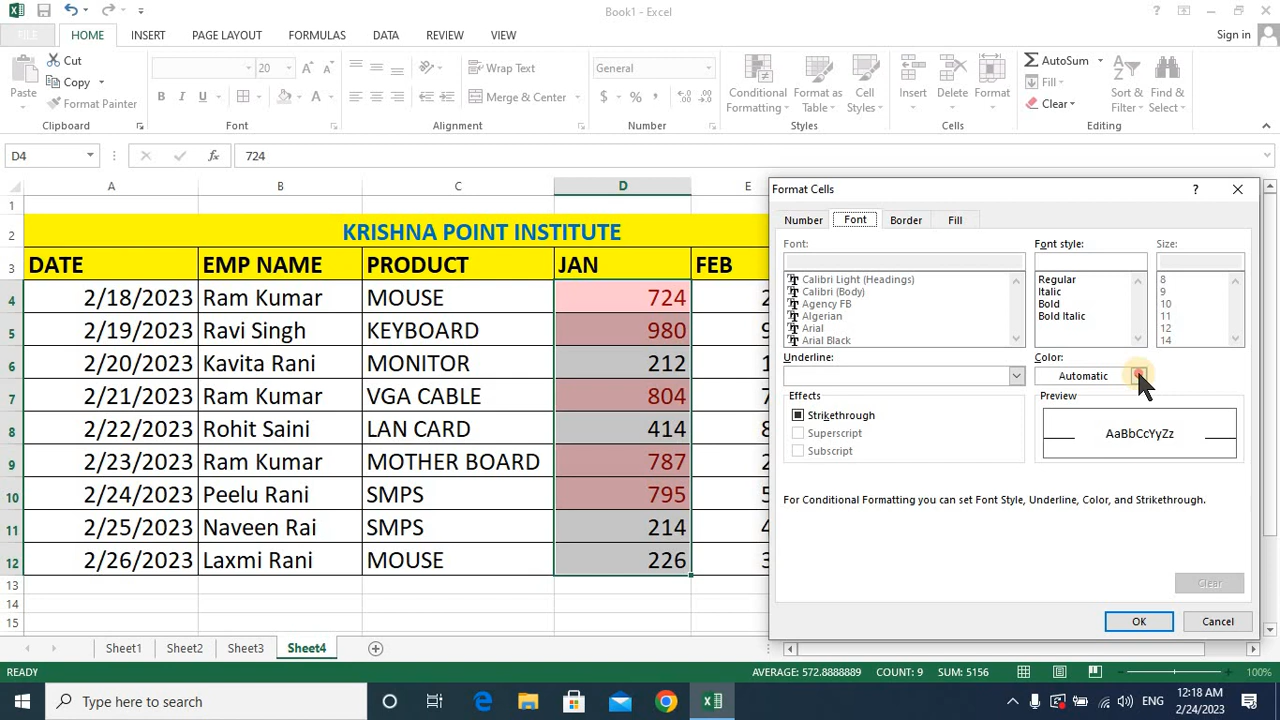 Book1 - Excel
FILE HOME INSERT PAGE LAYOUT FORMULAS DATA REVIEW VIEW Sign in
Paste
Cut
Copy
Format Painter
Clipboard
20 A A
B I U A
Font
Wrap Text
Merge & Center
Alignment
General
$ % ,
Number
Conditional Formatting
Format as Table
Cell Styles
Styles
Insert
Delete
Format
Cells
AutoSum
Fill
Clear
Sort & Filter
Find & Select
Editing
D4 fx 724
A B C D E
1
2 KRISHNA POINT INSTITUTE
3 DATE EMP NAME PRODUCT JAN FEB
4 2/18/2023 Ram Kumar MOUSE 724 2
5 2/19/2023 Ravi Singh KEYBOARD 980 9
6 2/20/2023 Kavita Rani MONITOR 212 1
7 2/21/2023 Ram Kumar VGA CABLE 804 7
8 2/22/2023 Rohit Saini LAN CARD 414 8
9 2/23/2023 Ram Kumar MOTHER BOARD 787 2
10 2/24/2023 Peelu Rani SMPS 795 5
11 2/25/2023 Naveen Rai SMPS 214 4
12 2/26/2023 Laxmi Rani MOUSE 226 3
13
14
15
Format Cells ?
Number Font Border Fill
Font: Font style: Size:
Calibri Light (Headings) Regular 8
Calibri (Body) Italic 9
Agency FB Bold 10
Algerian Bold Italic 11
Arial 12
Arial Black 14
Underline: Color:
Automatic
Effects Preview
Strikethrough
Superscript AaBbCcYyZz
Subscript
For Conditional Formatting you can set Font Style, Underline, Color, and Strikethrough.
Clear
OK Cancel
Sheet1 Sheet2 Sheet3 Sheet4
READY AVERAGE: 572.8888889 COUNT: 9 SUM: 5156 100%
Type here to search ENG 12:18 AM
2/24/2023